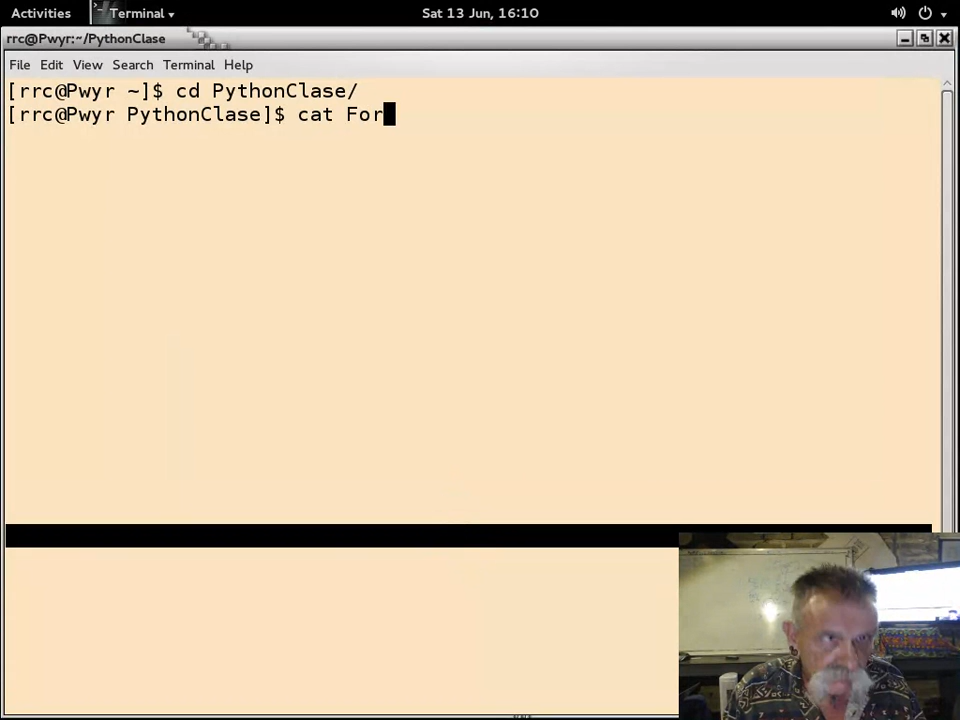 Activities Terminal Sat 13 Jun, 16:10
rrc@Pwyr:~/PythonClase
File Edit View Search Terminal Help
[rrc@Pwyr ~]$ cd PythonClase/
[rrc@Pwyr PythonClase]$ cat For